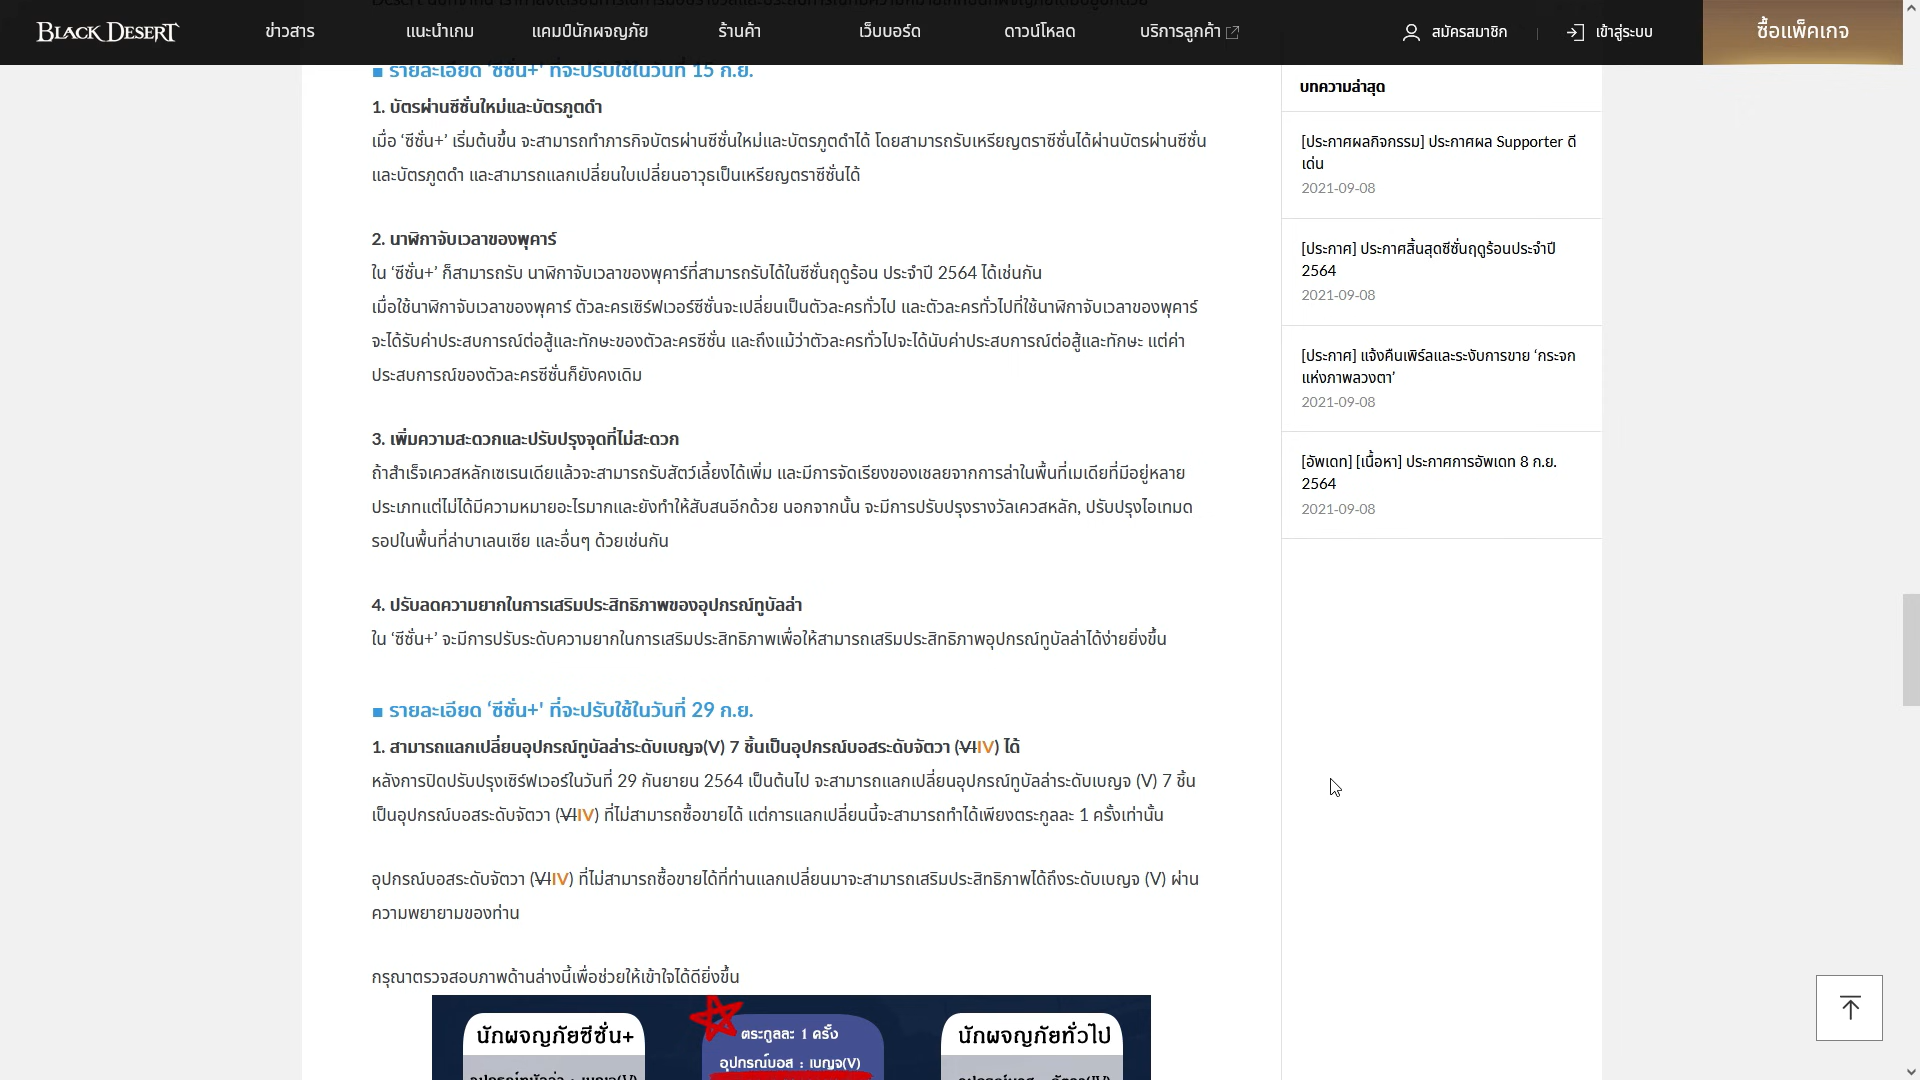 BLACK DESERT
ข่าวสาร
แนะนำเกม
แคมป์นักผจญภัย
ร้านค้า
เว็บบอร์ด
ดาวน์โหลด
บริการลูกค้า
สมัครสมาชิก
เข้าสู่ระบบ
ซื้อแพ็คเกจ
■ รายละเอียด 'ซีซั่น+' ที่จะปรับใช้ในวันที่ 15 ก.ย.
1. บัตรผ่านซีซั่นใหม่และบัตรภูตดำ
เมื่อ ‘ซีซั่น+’ เริ่มต้นขึ้น จะสามารถทำภารกิจบัตรผ่านซีซั่นใหม่และบัตรภูตดำได้ โดยสามารถรับเหรียญตราซีซั่นได้ผ่านบัตรผ่านซีซั่น
และบัตรภูตดำ และสามารถแลกเปลี่ยนใบเปลี่ยนอาวุธเป็นเหรียญตราซีซั่นได้
2. นาฬิกาจับเวลาของพุคาร์
ใน ‘ซีซั่น+’ ก็สามารถรับ นาฬิกาจับเวลาของพุคาร์ที่สามารถรับได้ในซีซั่นฤดูร้อน ประจำปี 2564 ได้เช่นกัน
เมื่อใช้นาฬิกาจับเวลาของพุคาร์ ตัวละครเซิร์ฟเวอร์ซีซั่นจะเปลี่ยนเป็นตัวละครทั่วไป และตัวละครทั่วไปที่ใช้นาฬิกาจับเวลาของพุคาร์
จะได้รับค่าประสบการณ์ต่อสู้และทักษะของตัวละครซีซั่น และถึงแม้ว่าตัวละครทั่วไปจะได้นับค่าประสบการณ์ต่อสู้และทักษะ แต่ค่า
ประสบการณ์ของตัวละครซีซั่นก็ยังคงเดิม
3. เพิ่มความสะดวกและปรับปรุงจุดที่ไม่สะดวก
ถ้าสำเร็จเควสหลักเซเรนเดียแล้วจะสามารถรับสัตว์เลี้ยงได้เพิ่ม และมีการจัดเรียงของเชลยจากการล่าในพื้นที่เมเดียที่มีอยู่หลาย
ประเภทแต่ไม่ได้มีความหมายอะไรมากและยังทำให้สับสนอีกด้วย นอกจากนั้น จะมีการปรับปรุงรางวัลเควสหลัก, ปรับปรุงไอเทมด
รอปในพื้นที่ล่าบาเลนเซีย และอื่นๆ ด้วยเช่นกัน
4. ปรับลดความยากในการเสริมประสิทธิภาพของอุปกรณ์ทูบัลล่า
ใน ‘ซีซั่น+’ จะมีการปรับระดับความยากในการเสริมประสิทธิภาพเพื่อให้สามารถเสริมประสิทธิภาพอุปกรณ์ทูบัลล่าได้ง่ายยิ่งขึ้น
■ รายละเอียด ‘ซีซั่น+' ที่จะปรับใช้ในวันที่ 29 ก.ย.
1. สามารถแลกเปลี่ยนอุปกรณ์ทูบัลล่าระดับเบญจ(V) 7 ชิ้นเป็นอุปกรณ์บอสระดับจัตวา (VIIV) ได้
หลังการปิดปรับปรุงเซิร์ฟเวอร์ในวันที่ 29 กันยายน 2564 เป็นต้นไป จะสามารถแลกเปลี่ยนอุปกรณ์ทูบัลล่าระดับเบญจ (V) 7 ชิ้น
เป็นอุปกรณ์บอสระดับจัตวา (VIIV) ที่ไม่สามารถซื้อขายได้ แต่การแลกเปลี่ยนนี้จะสามารถทำได้เพียงตระกูลละ 1 ครั้งเท่านั้น
อุปกรณ์บอสระดับจัตวา (VIIV) ที่ไม่สามารถซื้อขายได้ที่ท่านแลกเปลี่ยนมาจะสามารถเสริมประสิทธิภาพได้ถึงระดับเบญจ (V) ผ่าน
ความพยายามของท่าน
กรุณาตรวจสอบภาพด้านล่างนี้เพื่อช่วยให้เข้าใจได้ดียิ่งขึ้น
นักผจญภัยซีซั่น+
ตระกูลละ 1 ครั้ง
อุปกรณ์บอส : เบญจ(V)
นักผจญภัยทั่วไป
บทความล่าสุด
[ประกาศผลกิจกรรม] ประกาศผล Supporter ดี
เด่น
2021-09-08
[ประกาศ] ประกาศสิ้นสุดซีซั่นฤดูร้อนประจำปี
2564
2021-09-08
[ประกาศ] แจ้งคืนเพิร์ลและระงับการขาย ‘กระจก
แห่งภาพลวงตา’
2021-09-08
[อัพเดท] [เนื้อหา] ประกาศการอัพเดท 8 ก.ย.
2564
2021-09-08